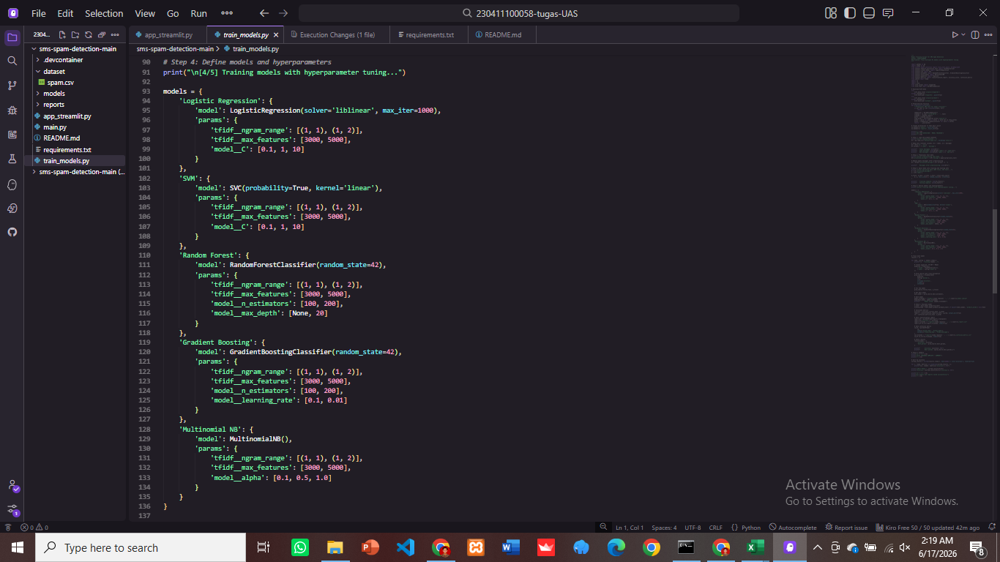 File Edit Selection View Go Run
230411100058-tugas-UAS
2304...
app_streamlit.py
train_models.py
Execution Changes (1 file)
requirements.txt
README.md
sms-spam-detection-main
.devcontainer
dataset
spam.csv
models
reports
app_streamlit.py
main.py
README.md
requirements.txt
train_models.py
sms-spam-detection-main (...
sms-spam-detection-main > train_models.py
90 # Step 4: Define models and hyperparameters
91 print("\n[4/5] Training models with hyperparameter tuning...")
92
93 models = {
94 'Logistic Regression': {
95 'model': LogisticRegression(solver='liblinear', max_iter=1000),
96 'params': {
97 'tfidf__ngram_range': [(1, 1), (1, 2)],
98 'tfidf__max_features': [3000, 5000],
99 'model__C': [0.1, 1, 10]
100 }
101 },
102 'SVM': {
103 'model': SVC(probability=True, kernel='linear'),
104 'params': {
105 'tfidf__ngram_range': [(1, 1), (1, 2)],
106 'tfidf__max_features': [3000, 5000],
107 'model__C': [0.1, 1, 10]
108 }
109 },
110 'Random Forest': {
111 'model': RandomForestClassifier(random_state=42),
112 'params': {
113 'tfidf__ngram_range': [(1, 1), (1, 2)],
114 'tfidf__max_features': [3000, 5000],
115 'model__n_estimators': [100, 200],
116 'model__max_depth': [None, 20]
117 }
118 },
119 'Gradient Boosting': {
120 'model': GradientBoostingClassifier(random_state=42),
121 'params': {
122 'tfidf__ngram_range': [(1, 1), (1, 2)],
123 'tfidf__max_features': [3000, 5000],
124 'model__n_estimators': [100, 200],
125 'model__learning_rate': [0.1, 0.01]
126 }
127 },
128 'Multinomial NB': {
129 'model': MultinomialNB(),
130 'params': {
131 'tfidf__ngram_range': [(1, 1), (1, 2)],
132 'tfidf__max_features': [3000, 5000],
133 'model__alpha': [0.1, 0.5, 1.0]
134 }
135 }
136 }
137
Activate Windows
Go to Settings to activate Windows.
0 0
Ln 1, Col 1 Spaces: 4 UTF-8 CRLF {} Python Autocomplete Report issue Kiro Free 50 / 50 updated 42m ago
Type here to search
2:19 AM
6/17/2026
8